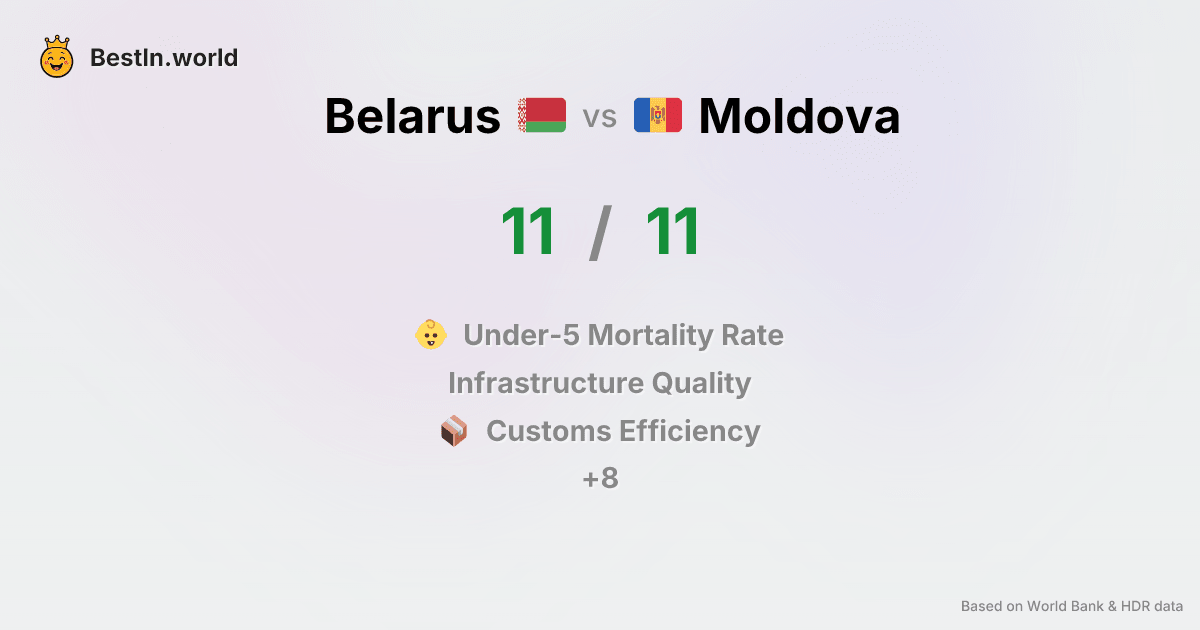 BestIn.world
Belarus vs Moldova
11 / 11
Under-5 Mortality Rate
Infrastructure Quality
Customs Efficiency
+8
Based on World Bank & HDR data